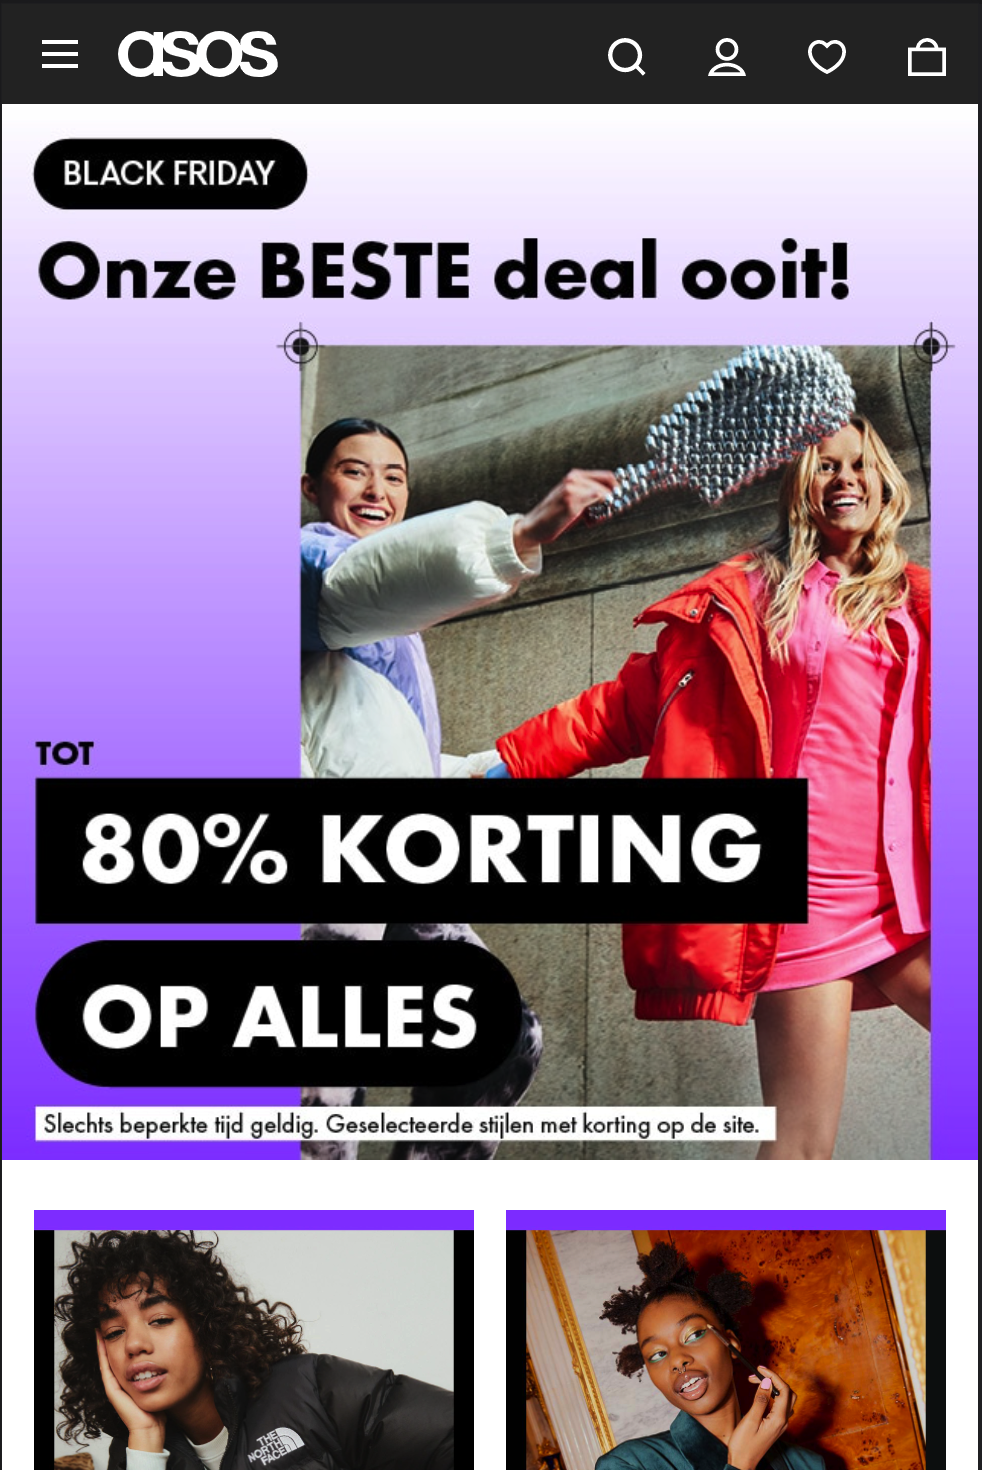 asos
BLACK FRIDAY
Onze BESTE deal ooit!
TOT
80% KORTING
OP ALLES
Slechts beperkte tijd geldig. Geselecteerde stijlen met korting op de site.
THE
NORTH
FACE